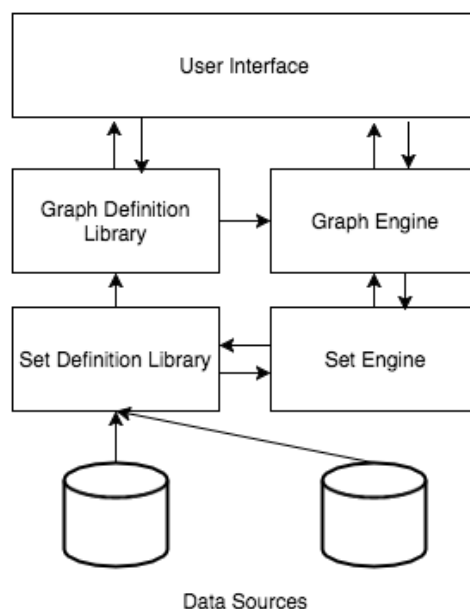 User Interface
Graph Definition
Library
Graph Engine
Set Definition Library
Set Engine
Data Sources